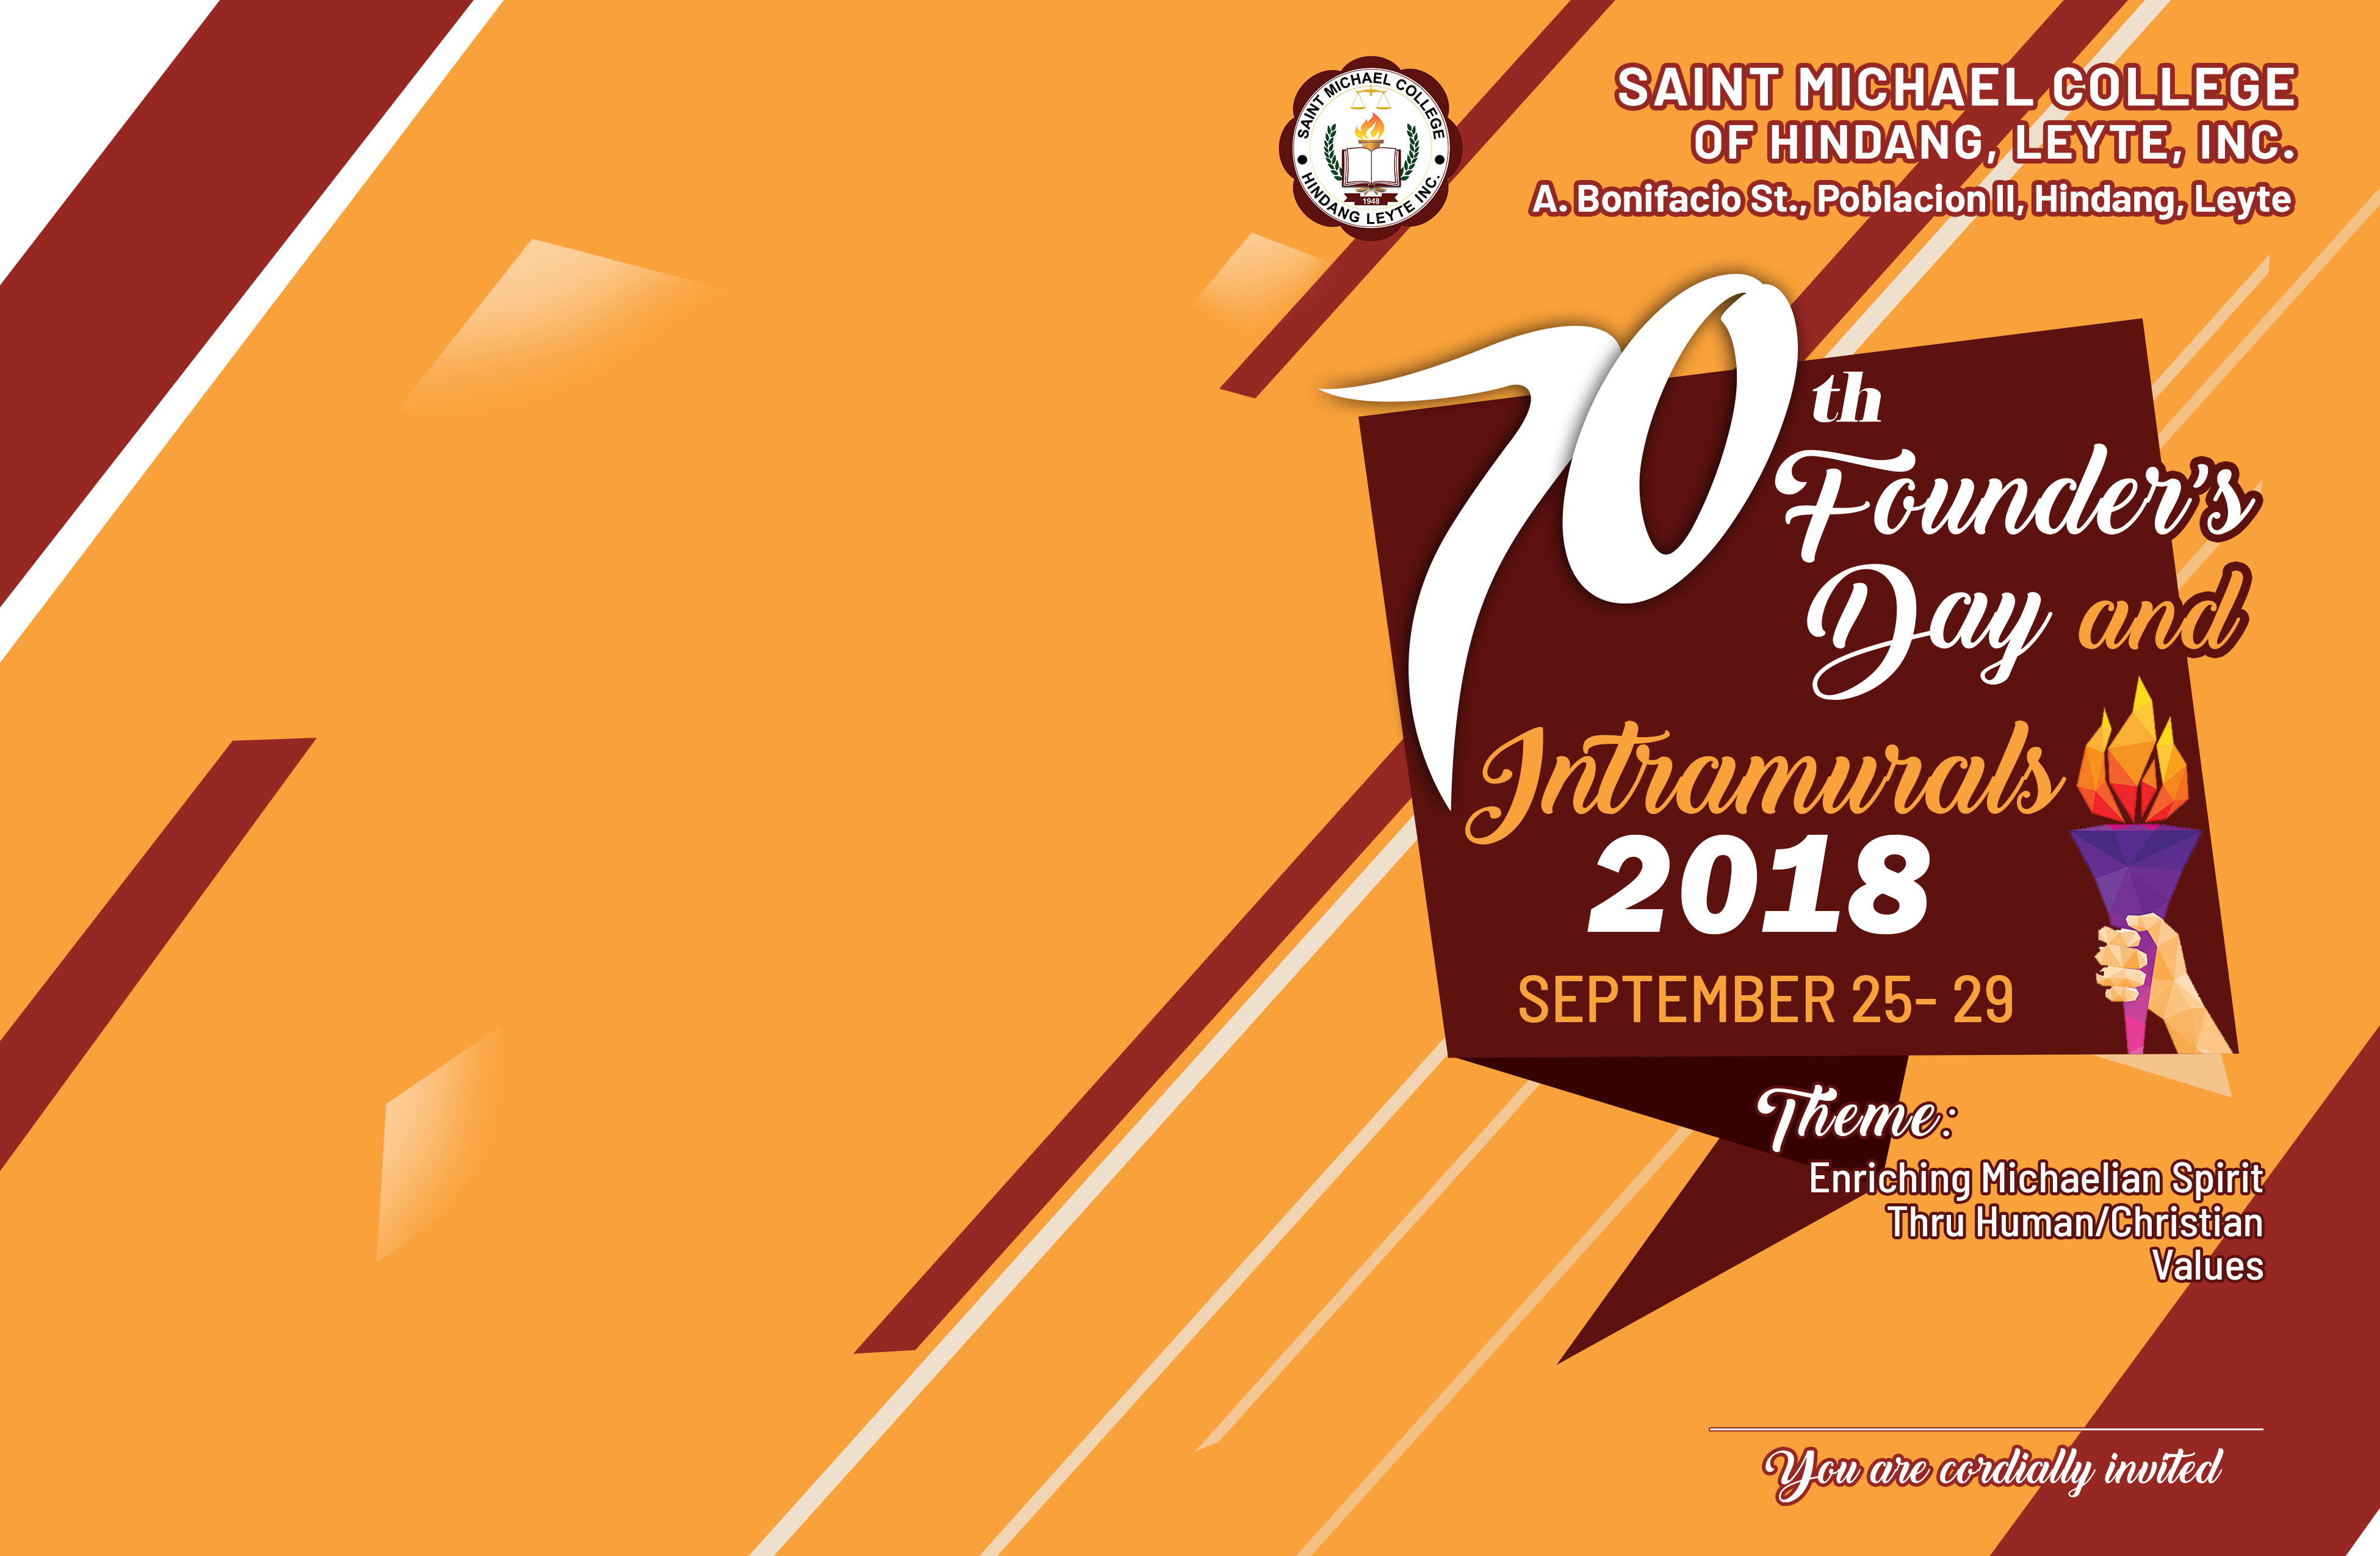 SAINT MICHAEL COLLEGE
HINDANG LEYTE INC.
1948
SAINT MICHAEL COLLEGE
OF HINDANG, LEYTE, INC.
A. Bonifacio St., Poblacion II, Hindang, Leyte
70th
Founder's
Day and
Intramurals
2018
SEPTEMBER 25- 29
Theme:
Enriching Michaelian Spirit
Thru Human/Christian
Values
You are cordially invited